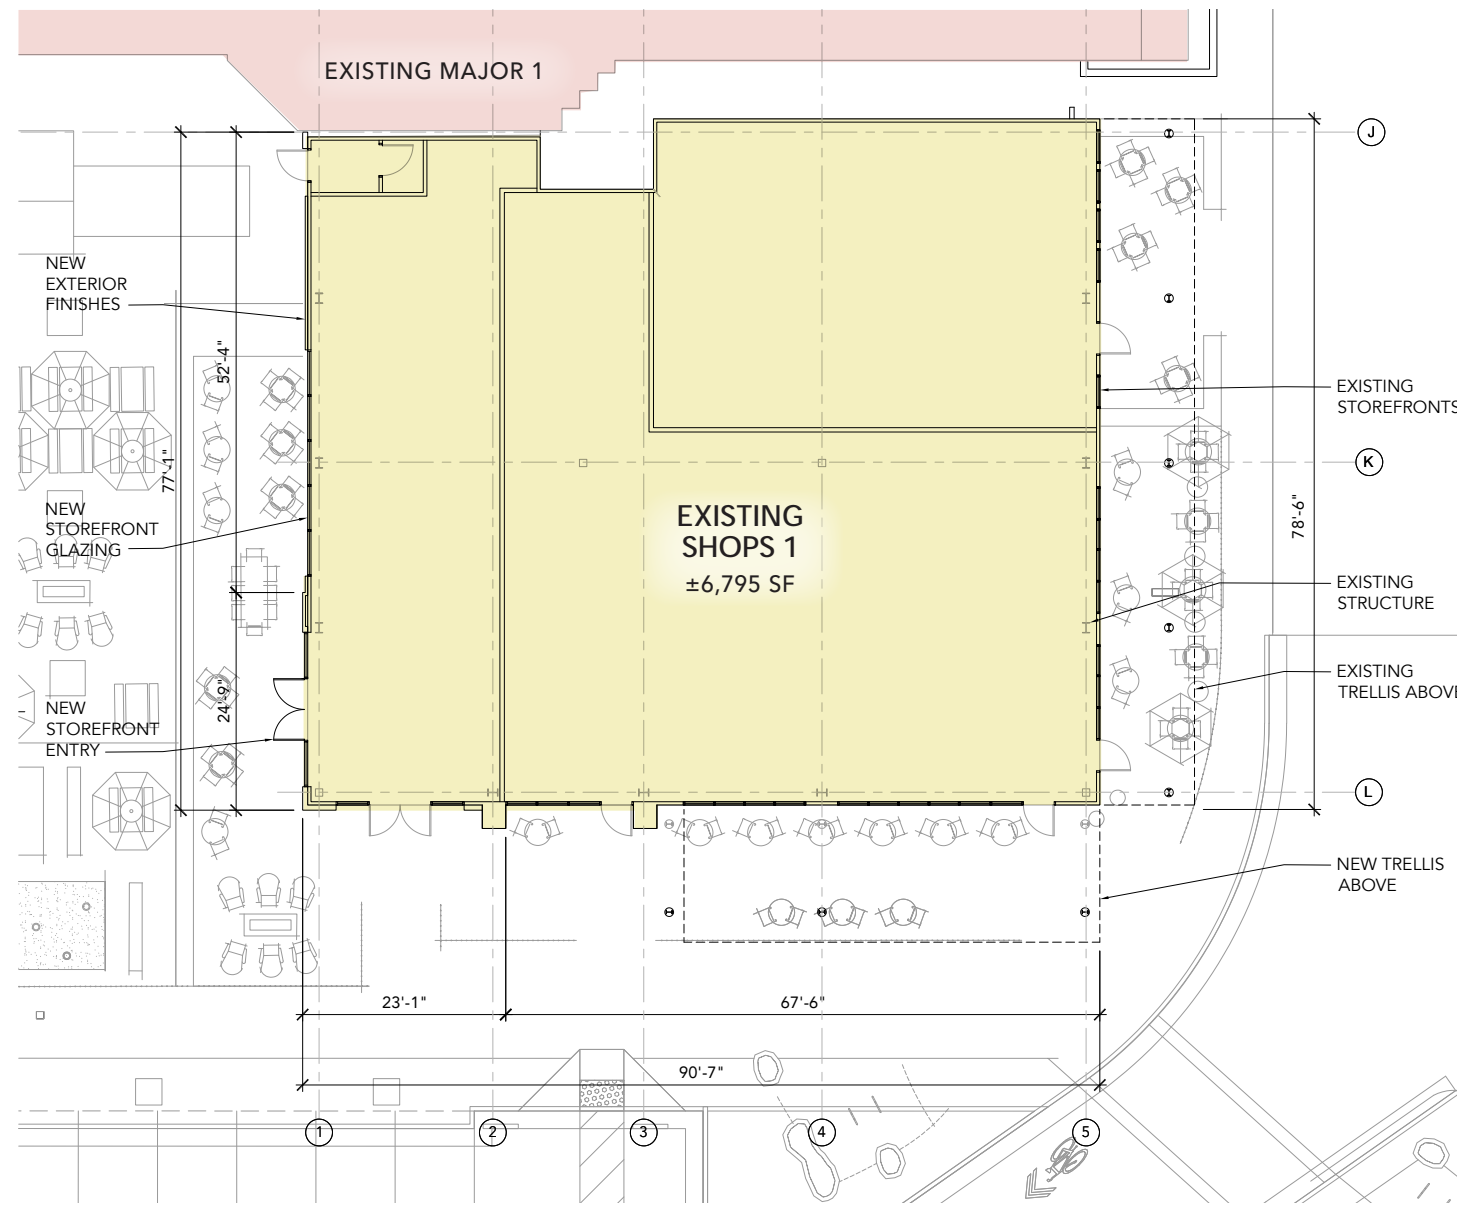 EXISTING MAJOR 1
J
NEW
EXTERIOR
FINISHES
52'-4"
77'-1"
EXISTING
STOREFRONTS
K
78'-6"
NEW
STOREFRONT
GLAZING
EXISTING
SHOPS 1
±6,795 SF
EXISTING
STRUCTURE
EXISTING
TRELLIS ABOVE
24'-9"
NEW
STOREFRONT
ENTRY
L
NEW TRELLIS
ABOVE
23'-1"
67'-6"
90'-7"
1
2
3
4
5